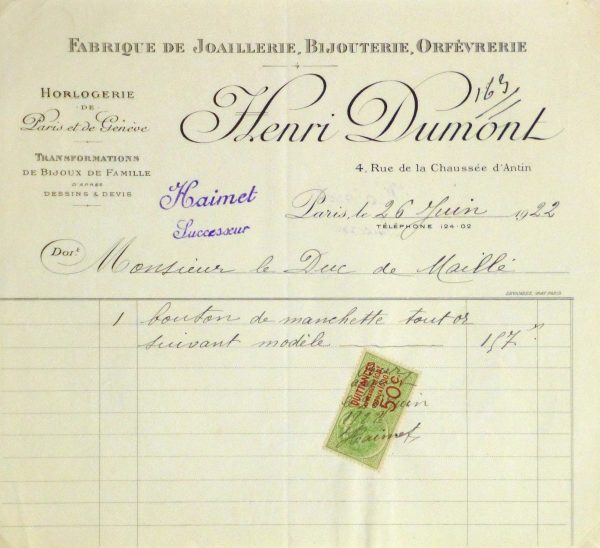 FABRIQUE DE JOAILLERIE, BIJOUTERIE, ORFÈVRERIE
HORLOGERIE
DE
Paris et de Genève
TRANSFORMATIONS
DE BIJOUX DE FAMILLE
D'APRÈS
DESSINS & DEVIS
Henri Dumont
163
4, Rue de la Chaussée d'Antin
Haimet
Successeur
Paris, le 26 Juin 1922
TÉLÉPHONE 124-02
Doit
Monsieur le Duc de Maillé
1 bouton de manchette tout or
suivant modèle 157
QUITTANCES
50c
Juin
1922
Haimet